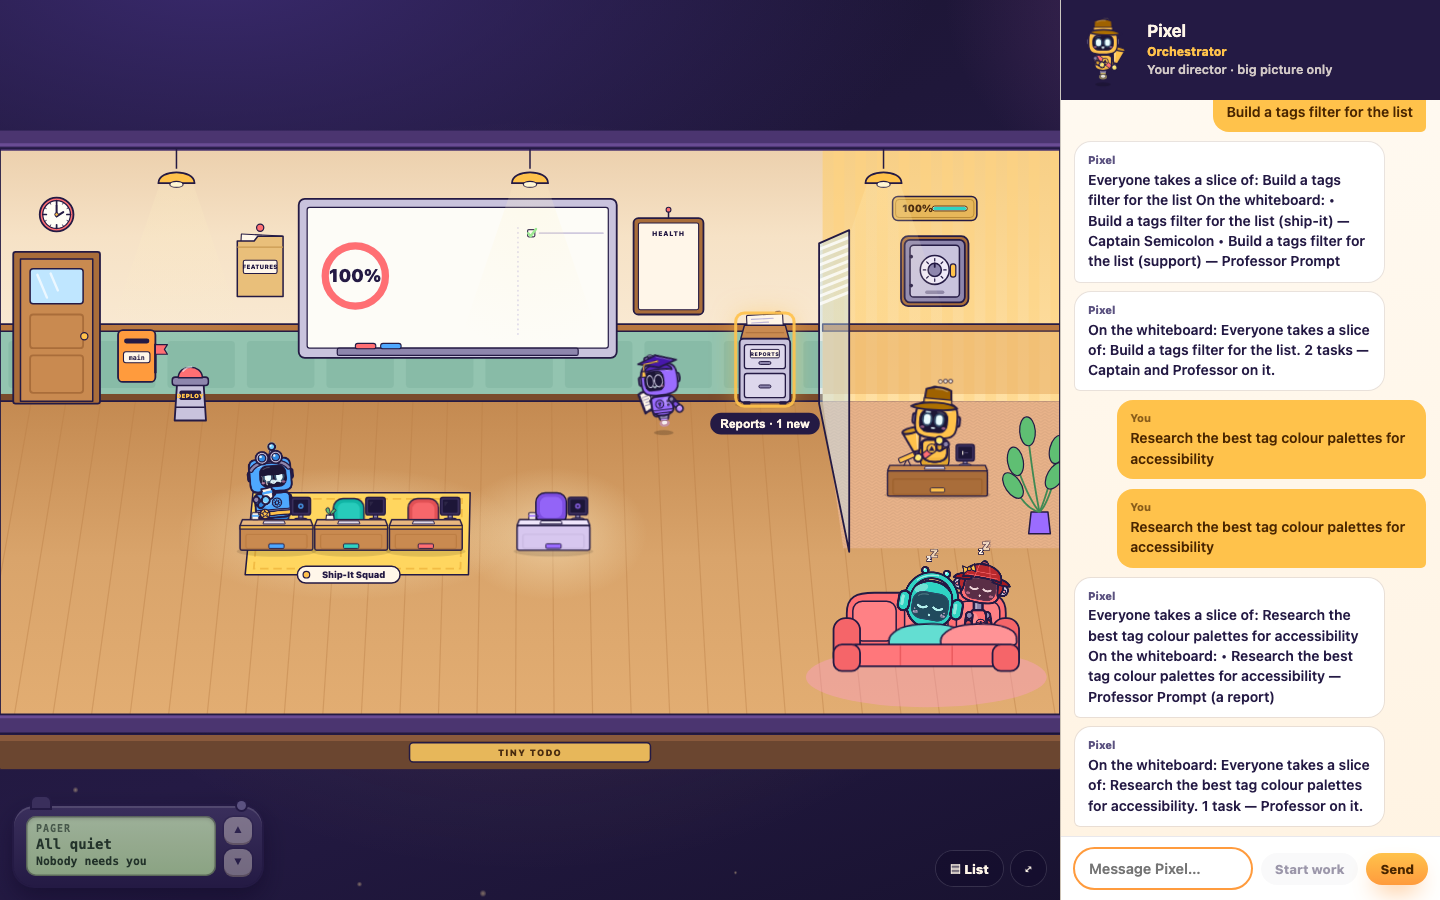 Pixel
Orchestrator
Your director · big picture only
Build a tags filter for the list
Pixel
Everyone takes a slice of: Build a tags
filter for the list On the whiteboard: •
Build a tags filter for the list (ship-it) —
Captain Semicolon • Build a tags filter for
the list (support) — Professor Prompt
Pixel
On the whiteboard: Everyone takes a slice
of: Build a tags filter for the list. 2 tasks —
Captain and Professor on it.
You
Research the best tag colour palettes for
accessibility
You
Research the best tag colour palettes for
accessibility
Pixel
Everyone takes a slice of: Research the
best tag colour palettes for accessibility
On the whiteboard: • Research the best
tag colour palettes for accessibility —
Professor Prompt (a report)
Pixel
On the whiteboard: Everyone takes a slice
of: Research the best tag colour palettes
for accessibility. 1 task — Professor on it.
Message Pixel...
Start work
Send
FEATURES
100%
HEALTH
100%
main
DEPLOY
REPORTS
Reports · 1 new
Ship-It Squad
zZ
zZ
TINY TODO
PAGER
All quiet
Nobody needs you
▲
▼
List